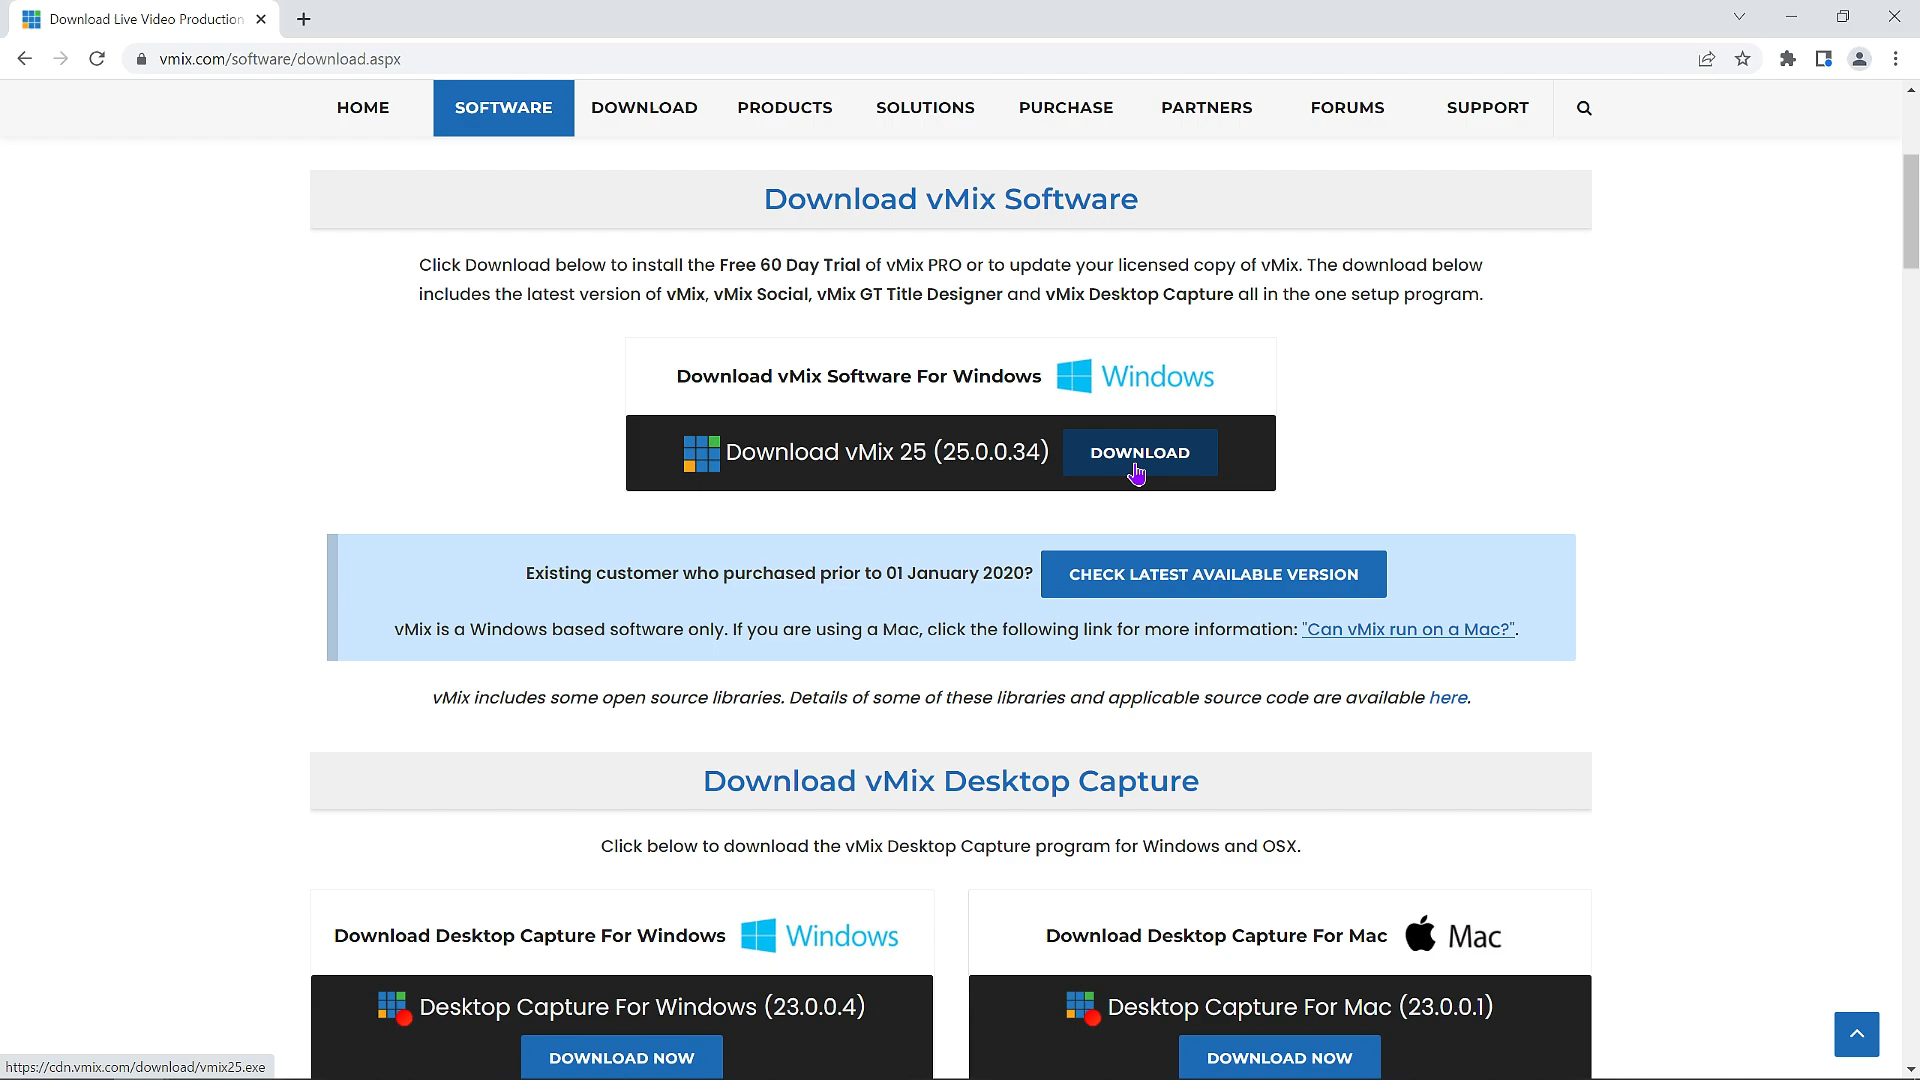 Download Live Video Production
vmix.com/software/download.aspx
HOME SOFTWARE DOWNLOAD PRODUCTS SOLUTIONS PURCHASE PARTNERS FORUMS SUPPORT
Download vMix Software
Click Download below to install the Free 60 Day Trial of vMix PRO or to update your licensed copy of vMix. The download below
includes the latest version of vMix, vMix Social, vMix GT Title Designer and vMix Desktop Capture all in the one setup program.
Download vMix Software For Windows Windows
Download vMix 25 (25.0.0.34) DOWNLOAD
Existing customer who purchased prior to 01 January 2020? CHECK LATEST AVAILABLE VERSION
vMix is a Windows based software only. If you are using a Mac, click the following link for more information: "Can vMix run on a Mac?".
vMix includes some open source libraries. Details of some of these libraries and applicable source code are available here.
Download vMix Desktop Capture
Click below to download the vMix Desktop Capture program for Windows and OSX.
Download Desktop Capture For Windows Windows
Desktop Capture For Windows (23.0.0.4)
DOWNLOAD NOW
Download Desktop Capture For Mac Mac
Desktop Capture For Mac (23.0.0.1)
DOWNLOAD NOW
https://cdn.vmix.com/download/vmix25.exe